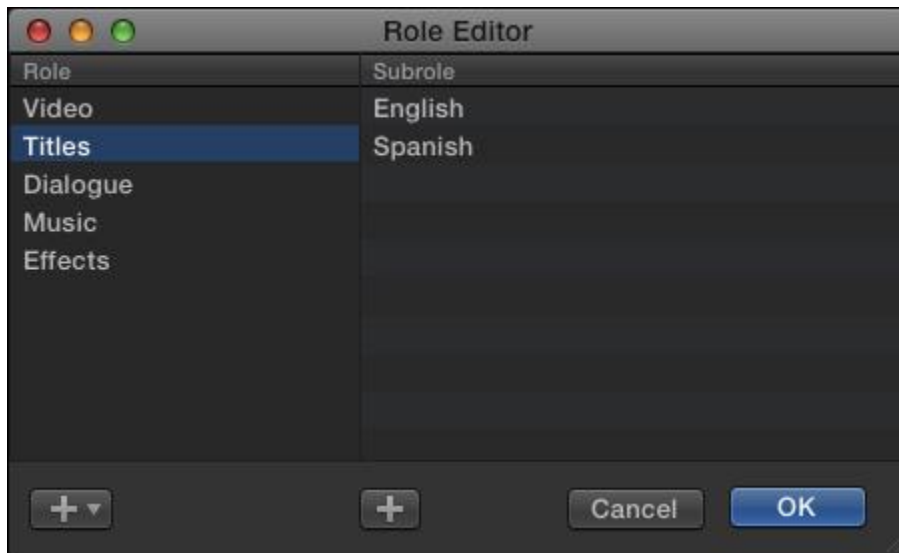 Role Editor
Role Subrole
Video English
Titles Spanish
Dialogue
Music
Effects
Cancel OK